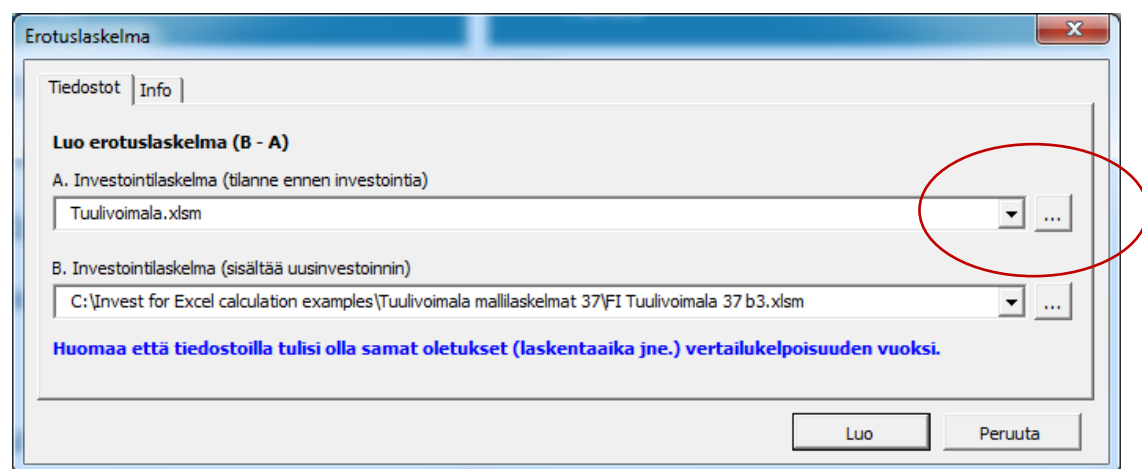 Erotuslaskelma
x
Tiedostot
Info
Luo erotuslaskelma (B - A)
A. Investointilaskelma (tilanne ennen investointia)
Tuulivoimala.xlsm
...
B. Investointilaskelma (sisältää uusinvestoinnin)
C:\Invest for Excel calculation examples\Tuulivoimala mallilaskelmat 37\FI Tuulivoimala 37 b3.xlsm
...
Huomaa että tiedostoilla tulisi olla samat oletukset (laskentaaika jne.) vertailukelpoisuuden vuoksi.
Luo
Peruuta